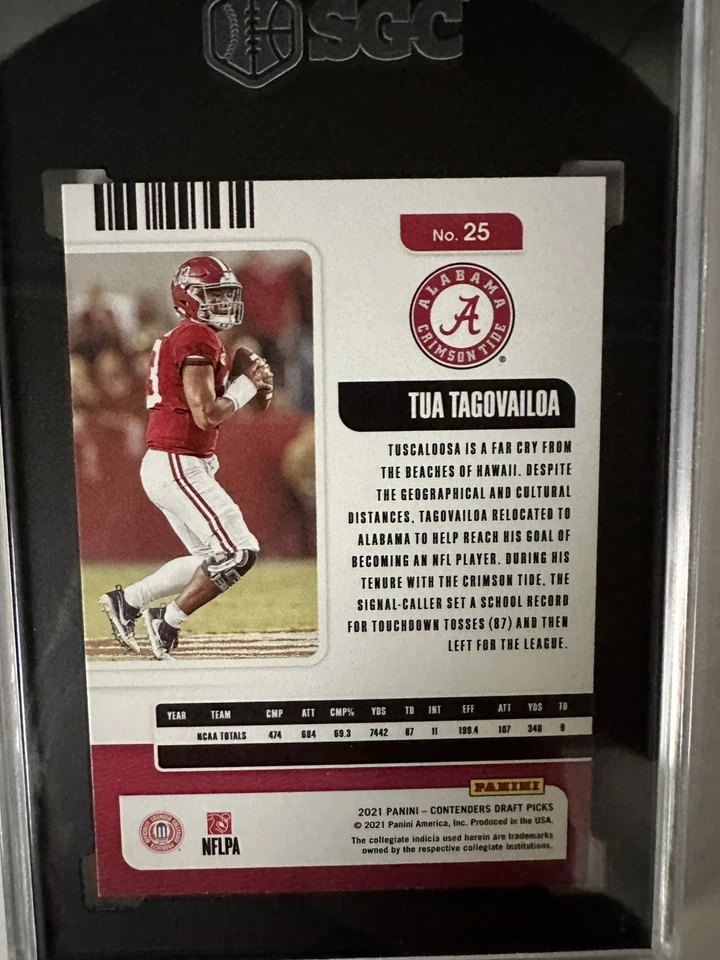 SGC
No. 25
ALABAMA
A
CRIMSON TIDE
®
TUA TAGOVAILOA
TUSCALOOSA IS A FAR CRY FROM
THE BEACHES OF HAWAII. DESPITE
THE GEOGRAPHICAL AND CULTURAL
DISTANCES, TAGOVAILOA RELOCATED TO
ALABAMA TO HELP REACH HIS GOAL OF
BECOMING AN NFL PLAYER. DURING HIS
TENURE WITH THE CRIMSON TIDE, THE
SIGNAL-CALLER SET A SCHOOL RECORD
FOR TOUCHDOWN TOSSES (87) AND THEN
LEFT FOR THE LEAGUE.
YEAR TEAM CMP ATT CMP% YDS TD INT EFF ATT YDS TD
NCAA TOTALS 474 684 69.3 7442 87 11 199.4 107 340 9
PANINI
2021 PANINI – CONTENDERS DRAFT PICKS
© 2021 Panini America, Inc. Produced in the USA.
The collegiate indicia used herein are trademarks
owned by the respective collegiate institutions.
NFLPA